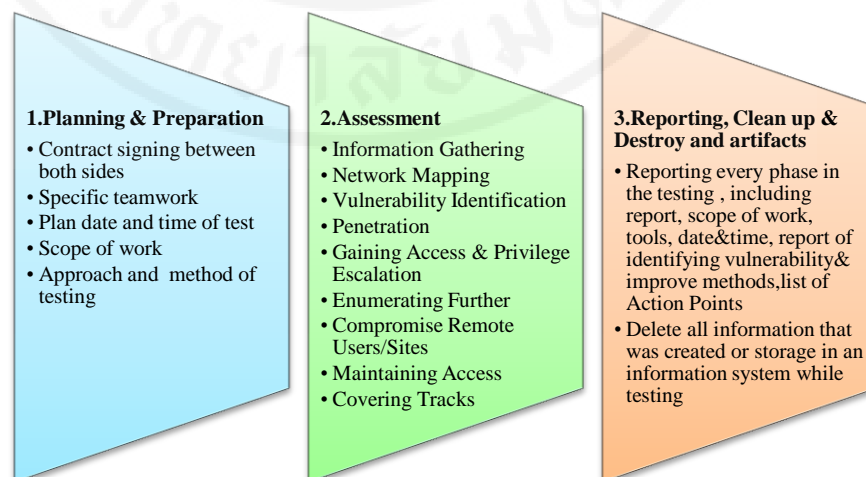 1.Planning & Preparation
• Contract signing between
both sides
• Specific teamwork
• Plan date and time of test
• Scope of work
• Approach and method of
testing
2.Assessment
• Information Gathering
• Network Mapping
• Vulnerability Identification
• Penetration
• Gaining Access & Privilege
Escalation
• Enumerating Further
• Compromise Remote
Users/Sites
• Maintaining Access
• Covering Tracks
3.Reporting, Clean up &
Destroy and artifacts
• Reporting every phase in
the testing , including
report, scope of work,
tools, date&time, report of
identifying vulnerability&
improve methods,list of
Action Points
• Delete all information that
was created or storage in an
information system while
testing